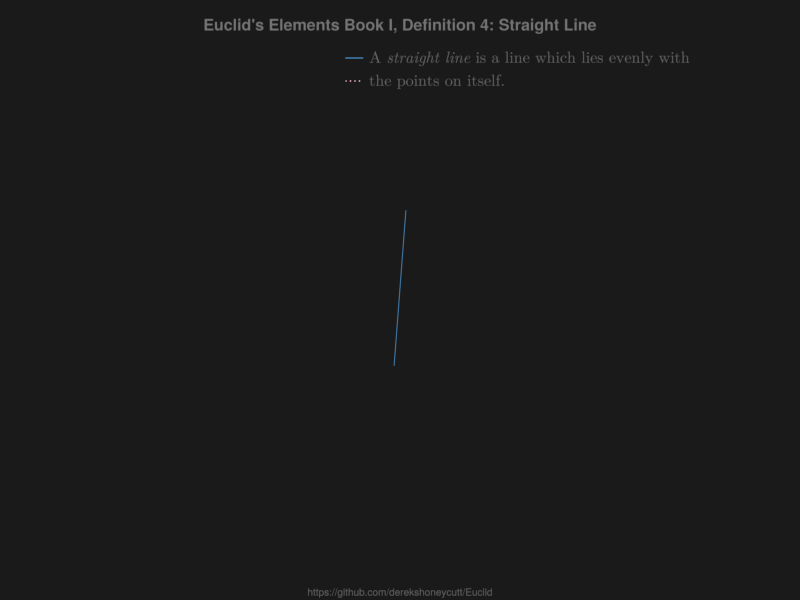 Euclid's Elements Book I, Definition 4: Straight Line
A straight line is a line which lies evenly with
the points on itself.
https://github.com/derekshoneycutt/Euclid